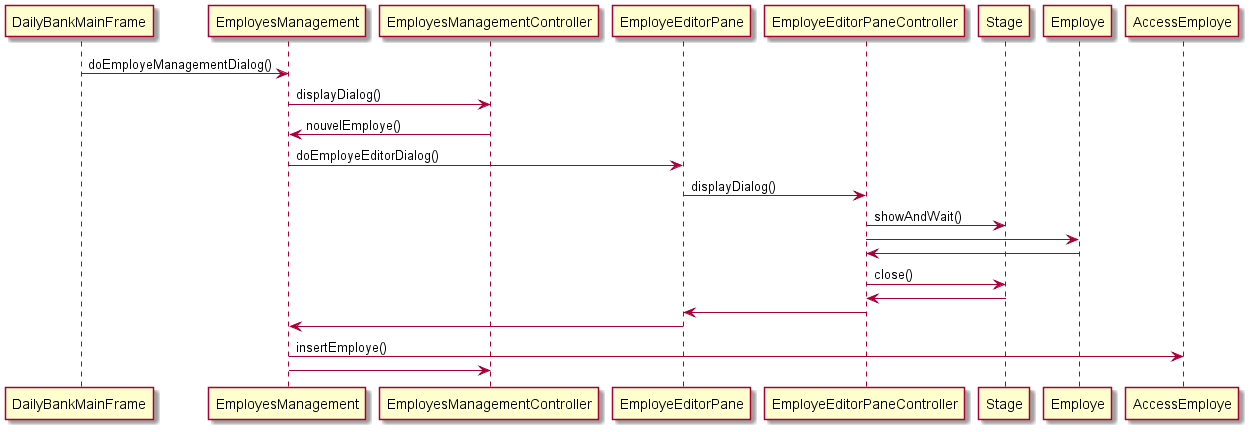 DailyBankMainFrame EmployesManagement EmployesManagementController EmployeEditorPane EmployeEditorPaneController Stage Employe AccessEmploye
doEmployeManagementDialog()
displayDialog()
nouvelEmploye()
doEmployeEditorDialog()
displayDialog()
showAndWait()
close()
insertEmploye()
DailyBankMainFrame EmployesManagement EmployesManagementController EmployeEditorPane EmployeEditorPaneController Stage Employe AccessEmploye